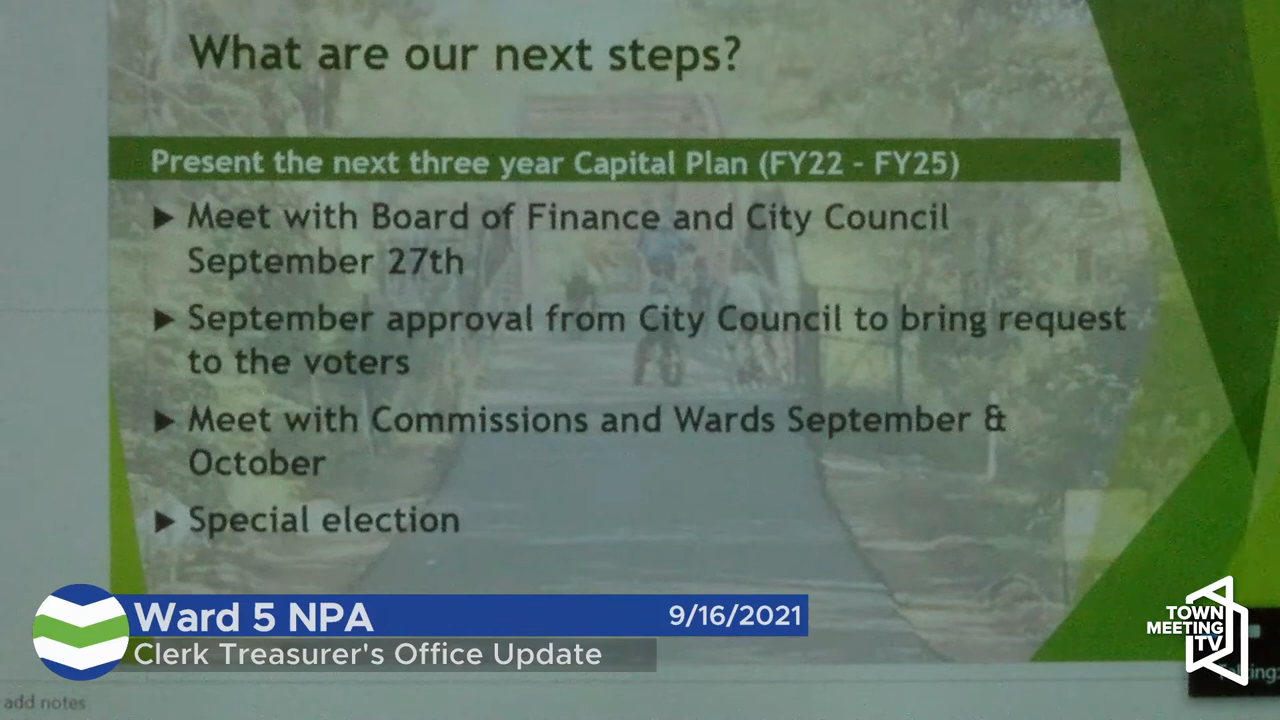 What are our next steps?
Present the next three year Capital Plan (FY22 - FY25)
► Meet with Board of Finance and City Council
September 27th
► September approval from City Council to bring request
to the voters
► Meet with Commissions and Wards September &
October
► Special election
Ward 5 NPA 9/16/2021
Clerk Treasurer's Office Update
TOWN
MEETING
TV
add notes